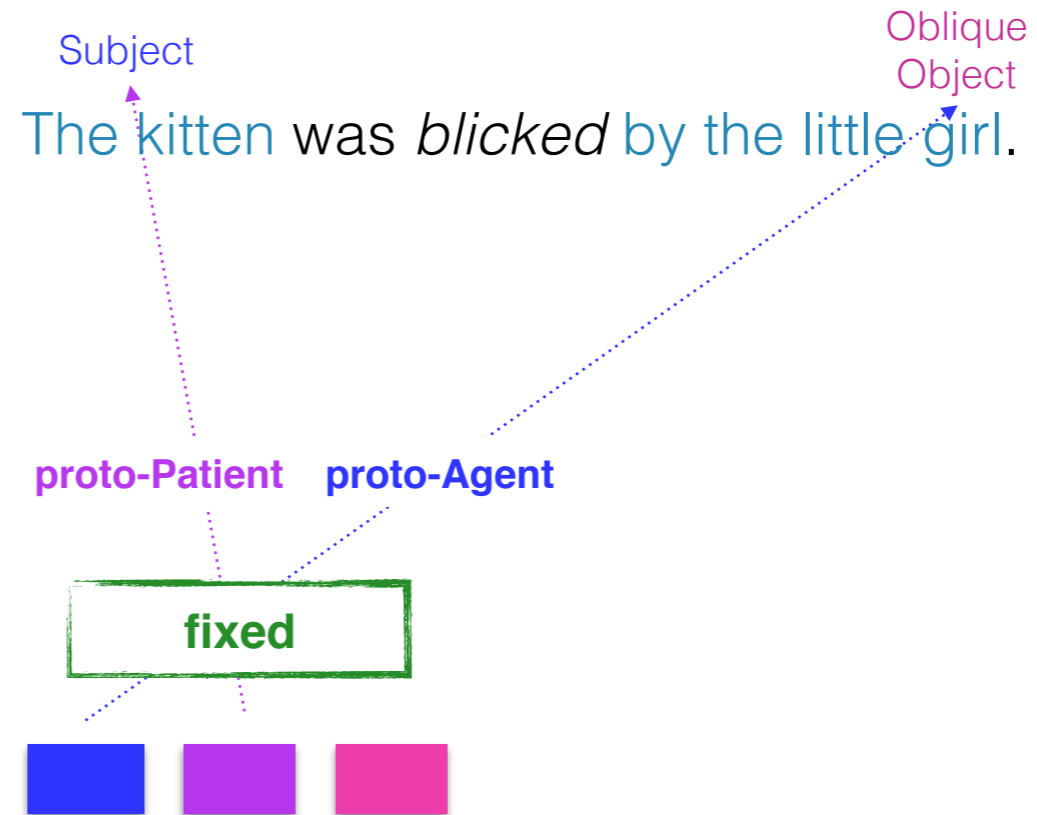 Subject
Oblique
Object
The kitten was blicked by the little girl.
proto-Patient proto-Agent
fixed